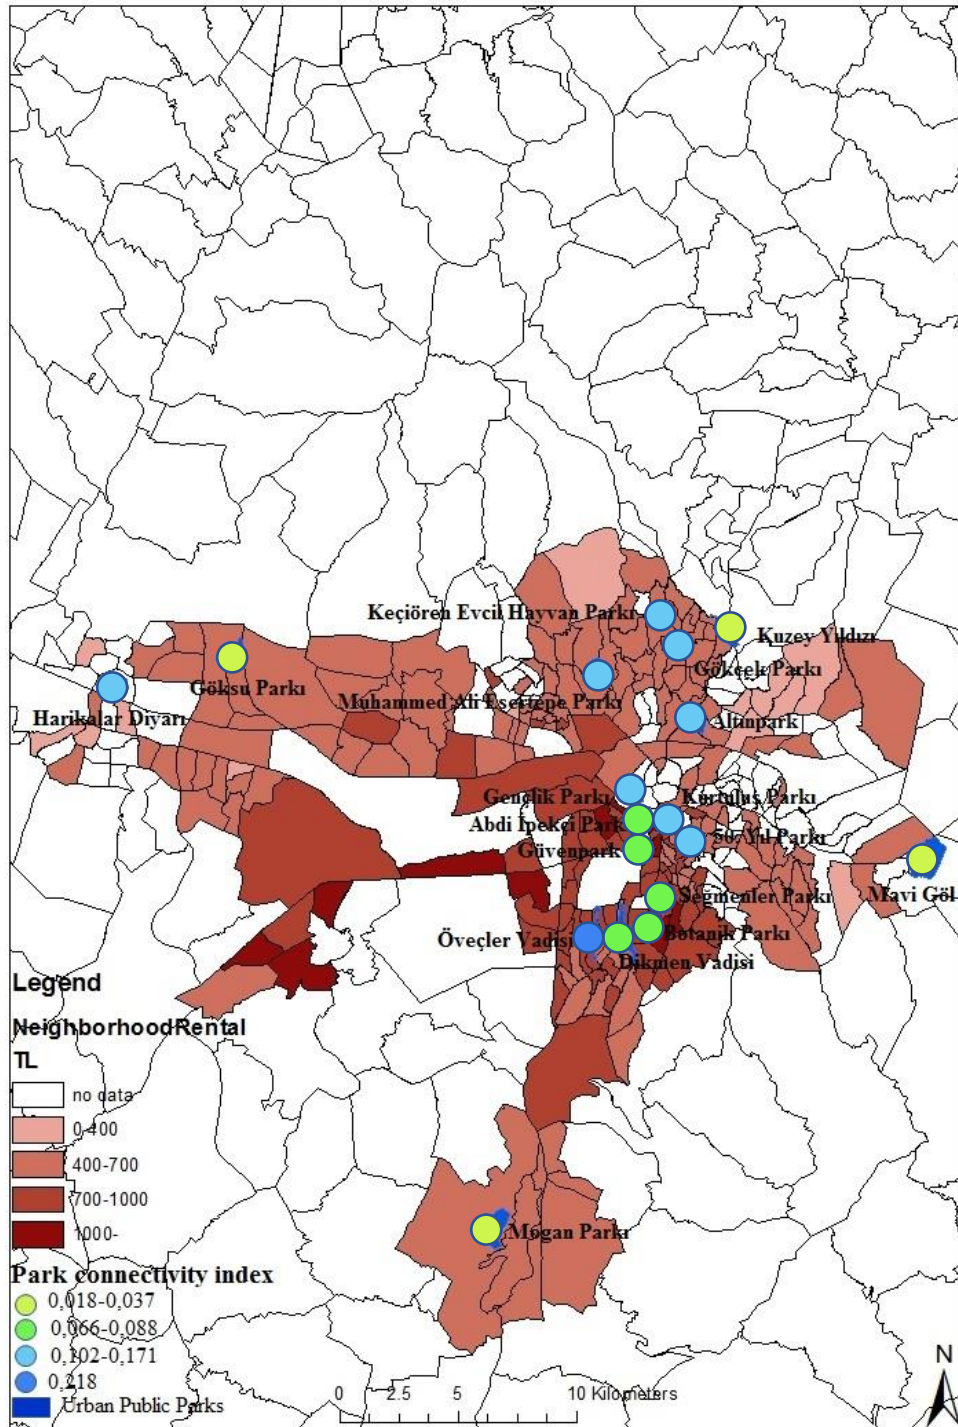 Keçiören Evcil Hayvan Parkı
Kuzey Yıldızı
Gökçek Parkı
Göksu Parkı
Muhammed Ali Esertepe Parkı
Harikalar Diyarı
Altınpark
Gençlik Parkı
Kurtuluş Parkı
Abdi İpekçi Park
50. Yıl Parkı
Güvenpark
Seğmenler Parkı
Mavi Göl
Öveçler Vadisi
Botanik Parkı
Dikmen Vadisi
Legend
NeighborhoodRental
TL
no data
0-400
400-700
700-1000
1000-
Mogan Parkı
Park connectivity index
0,018-0,037
0,066-0,088
0,102-0,171
0,218
Urban Public Parks
0 2.5 5 10 Kilometers
N